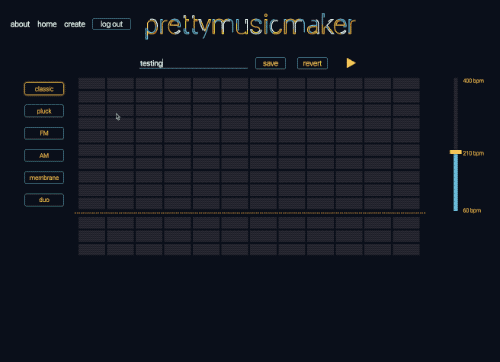 about home create log out
prettymusicmaker
testing save revert
classic
pluck
FM
AM
membrane
duo
400 bpm
210 bpm
60 bpm